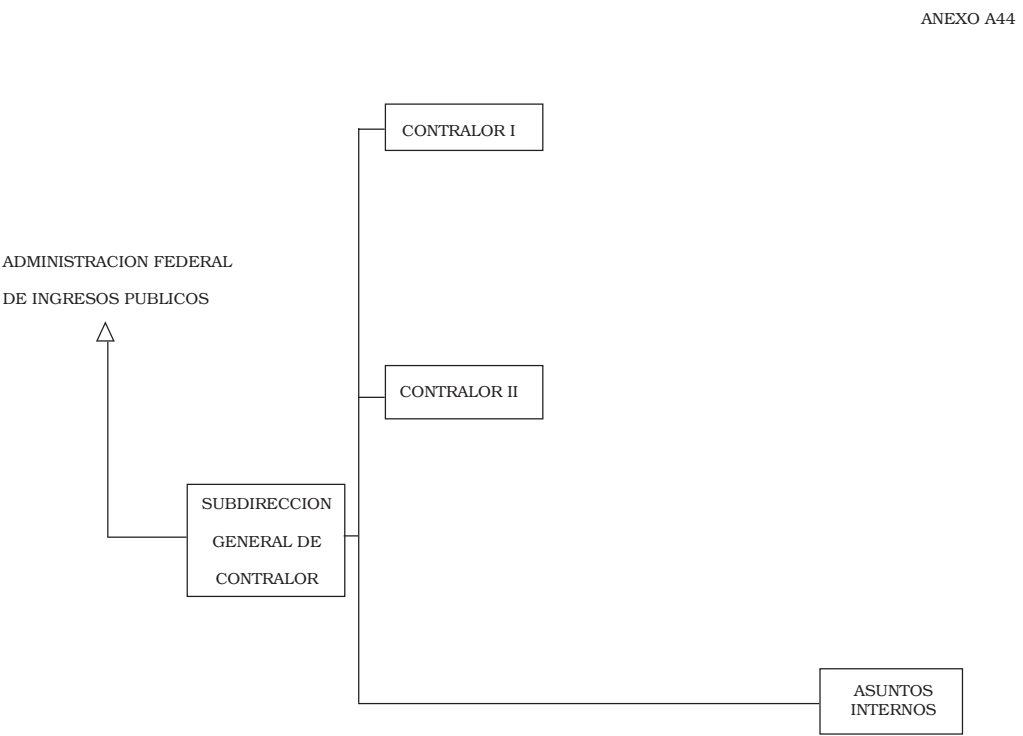 ANEXO A44
CONTRALOR I
ADMINISTRACION FEDERAL
DE INGRESOS PUBLICOS
CONTRALOR II
SUBDIRECCION
GENERAL DE
CONTRALOR
ASUNTOS
INTERNOS